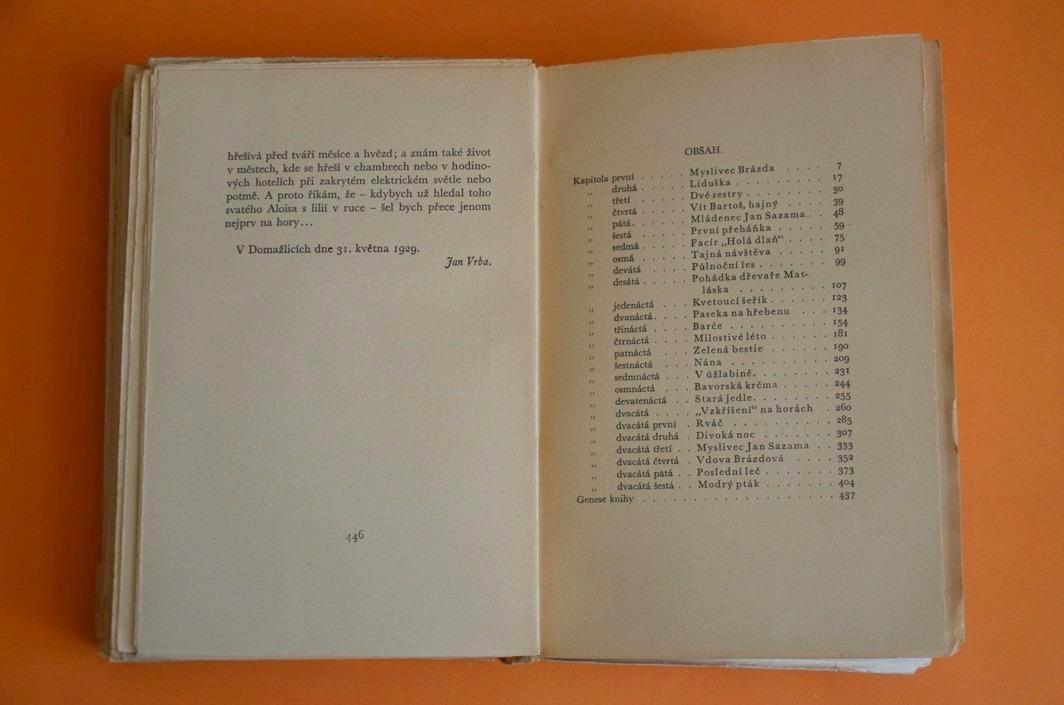 hřešívá před tváří měsíce a hvězd; a znám také život
v městech, kde se hřeší v chambrech nebo v hodino-
vých hotelích při zakrytém elektrickém světle nebo
potmě. A proto říkám, že – kdybych už hledal toho
svatého Aloisa s lilií v ruce – šel bych přece jenom
nejprv na hory...
V Domažlicích dne 31. května 1929.
Jan Vrba.
446
OBSAH.
Kapitola první . . . . . Myslivec Brázda . . . . 7
„ druhá . . . . Liduška . . . . . . . . 17
„ třetí . . . . . Dvě sestry . . . . . . . 30
„ čtvrtá . . . . Vít Bartoš, hajný . . . . 39
„ pátá . . . . . Mládenec Jan Sazama . . 48
„ šestá . . . . . První přeháňka . . . . . 59
„ sedmá . . . . Facír „Holá dlaň“ . . . . 75
„ osmá . . . . . Tajná návštěva . . . . . 91
„ devátá . . . . Půlnoční les . . . . . . . 99
„ desátá . . . . . Pohádka dřevaře Mat-
láska . . . . . . . . . 107
„ jedenáctá . . . Kvetoucí šeřík . . . . . . 123
„ dvanáctá . . . . Paseka na hřebenu . . . 134
„ třináctá . . . . Barče . . . . . . . . . . 154
„ čtrnáctá . . . . Milostivé léto . . . . . . 181
„ patnáctá . . . Zelená bestie . . . . . . 190
„ šestnáctá . . . Nána . . . . . . . . . . 209
„ sedmnáctá . . . V úžlabině. . . . . . . . 231
„ osmnáctá . . . Bavorská krčma . . . . . 244
„ devatenáctá . . Stará jedle. . . . . . . . 255
„ dvacátá . . . . „Vzkříšení“ na horách . . 260
„ dvacátá první . Rváč . . . . . . . . . . 285
„ dvacátá druhá . Divoká noc . . . . . . . 307
„ dvacátá třetí . . Myslivec Jan Sazama . . 333
„ dvacátá čtvrtá . Vdova Brázdová . . . . 352
„ dvacátá pátá . . Poslední leč . . . . . . . 373
„ dvacátá šestá . . Modrý pták . . . . . . . 404
Genese knihy . . . . . . . . . . . . . . . . . . . 437